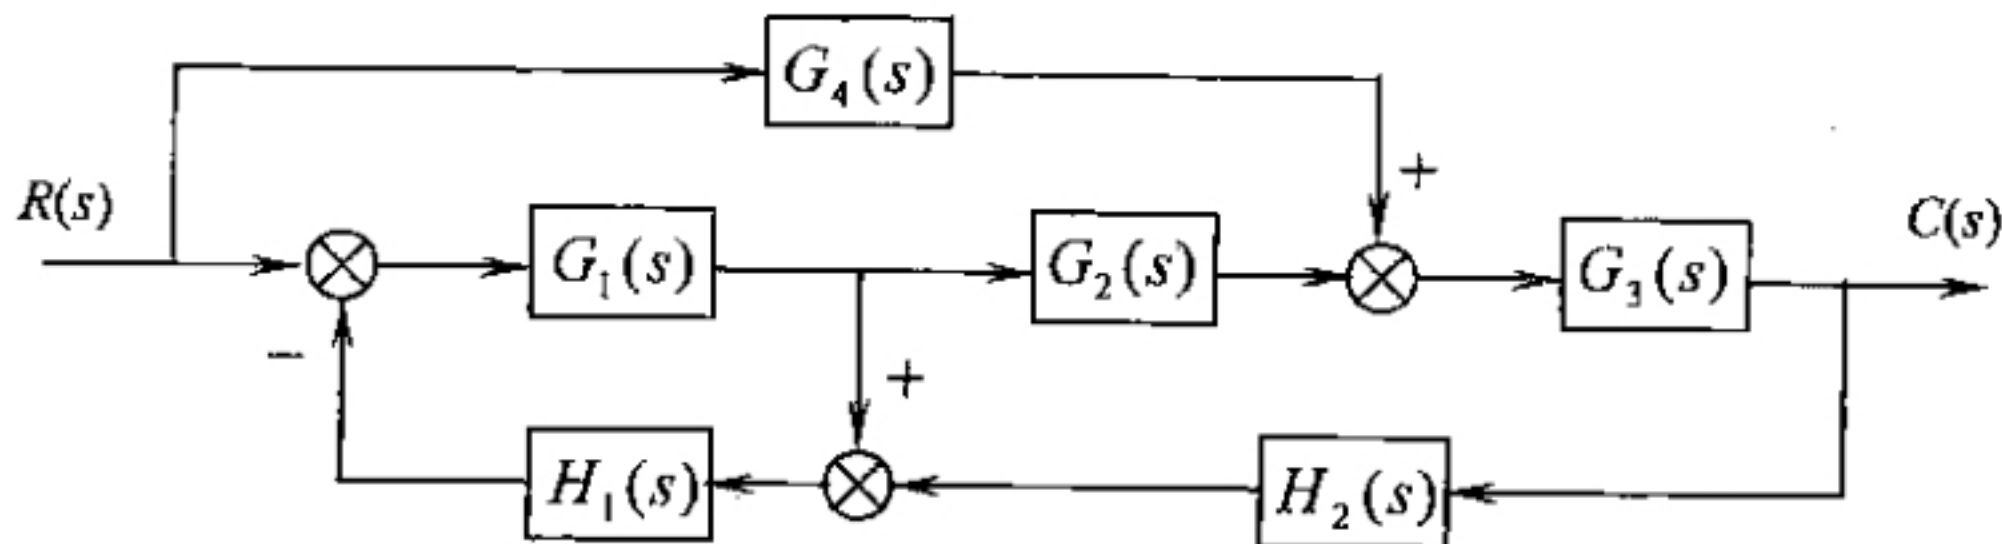 G₄(s)
+
R(s)
C(s)
G₁(s)
G₂(s)
G₃(s)
−
+
H₁(s)
H₂(s)